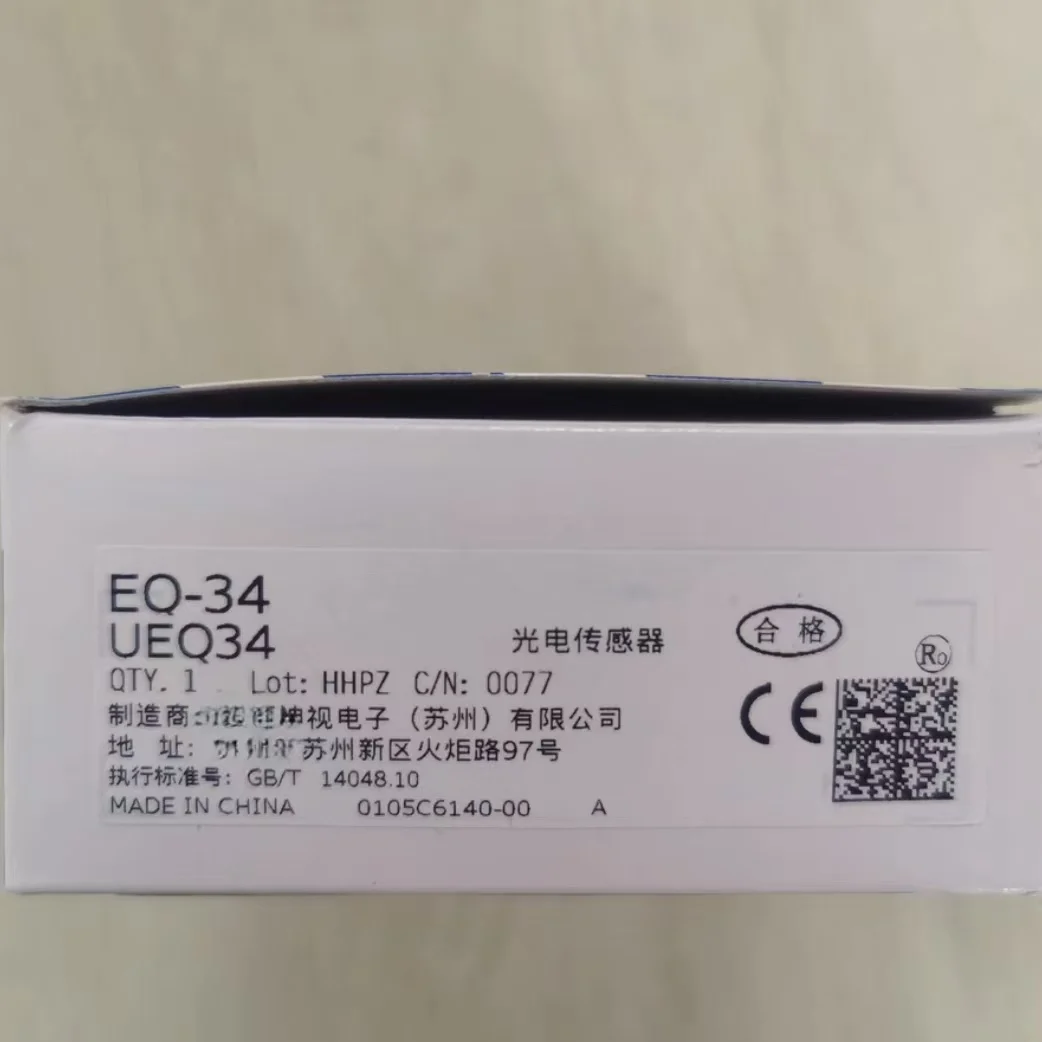 EQ-34
UEQ34
光电传感器
合格
Ro
QTY. 1 Lot: HHPZ C/N: 0077
制造商: 视电子（苏州）有限公司
CE
地 址: 苏州新区火炬路97号
执行标准号: GB/T 14048.10
MADE IN CHINA 0105C6140-00 A